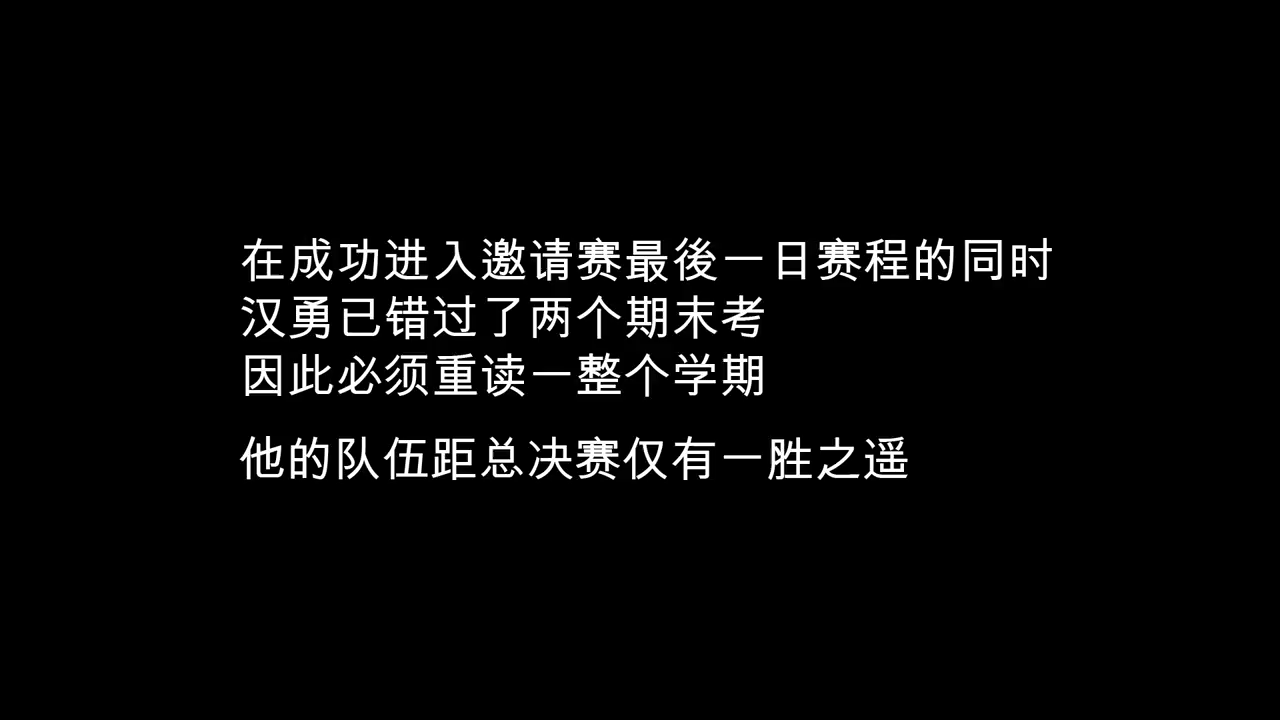 在成功进入邀请赛最後一日赛程的同时
汉勇已错过了两个期末考
因此必须重读一整个学期
他的队伍距总决赛仅有一胜之遥